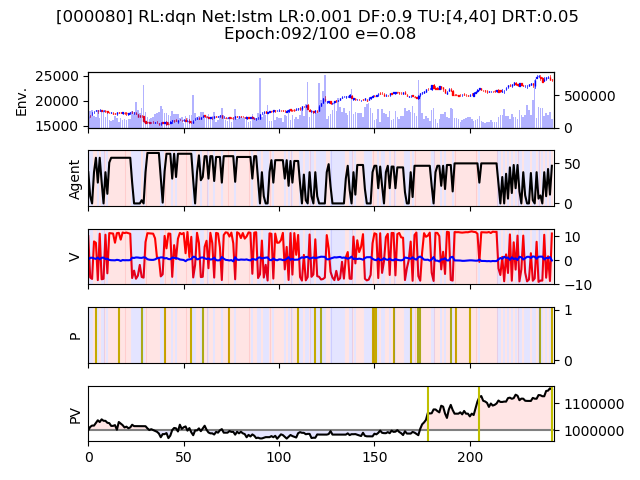 [000080] RL:dqn Net:lstm LR:0.001 DF:0.9 TU:[4,40] DRT:0.05
Epoch:092/100 e=0.08
Env.
25000
20000
15000
500000
0
Agent
50
0
V
10
0
−10
P
1
0
PV
1100000
1000000
0
50
100
150
200